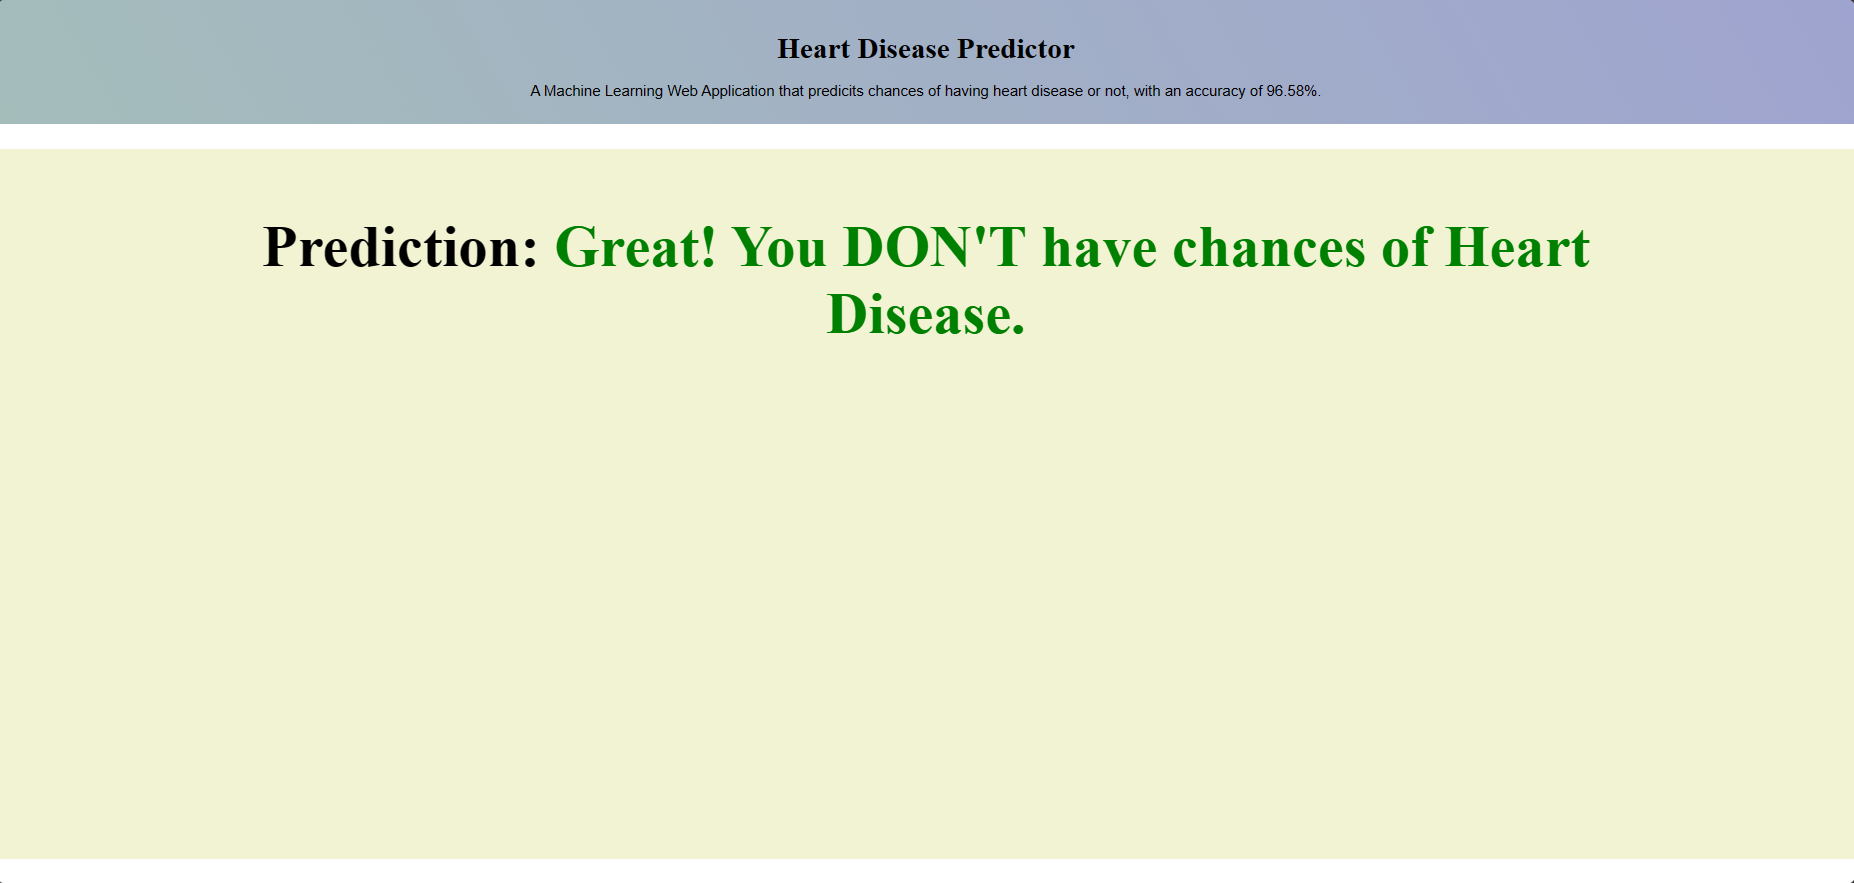 Heart Disease Predictor
A Machine Learning Web Application that predicits chances of having heart disease or not, with an accuracy of 96.58%.
Prediction: Great! You DON'T have chances of Heart
Disease.